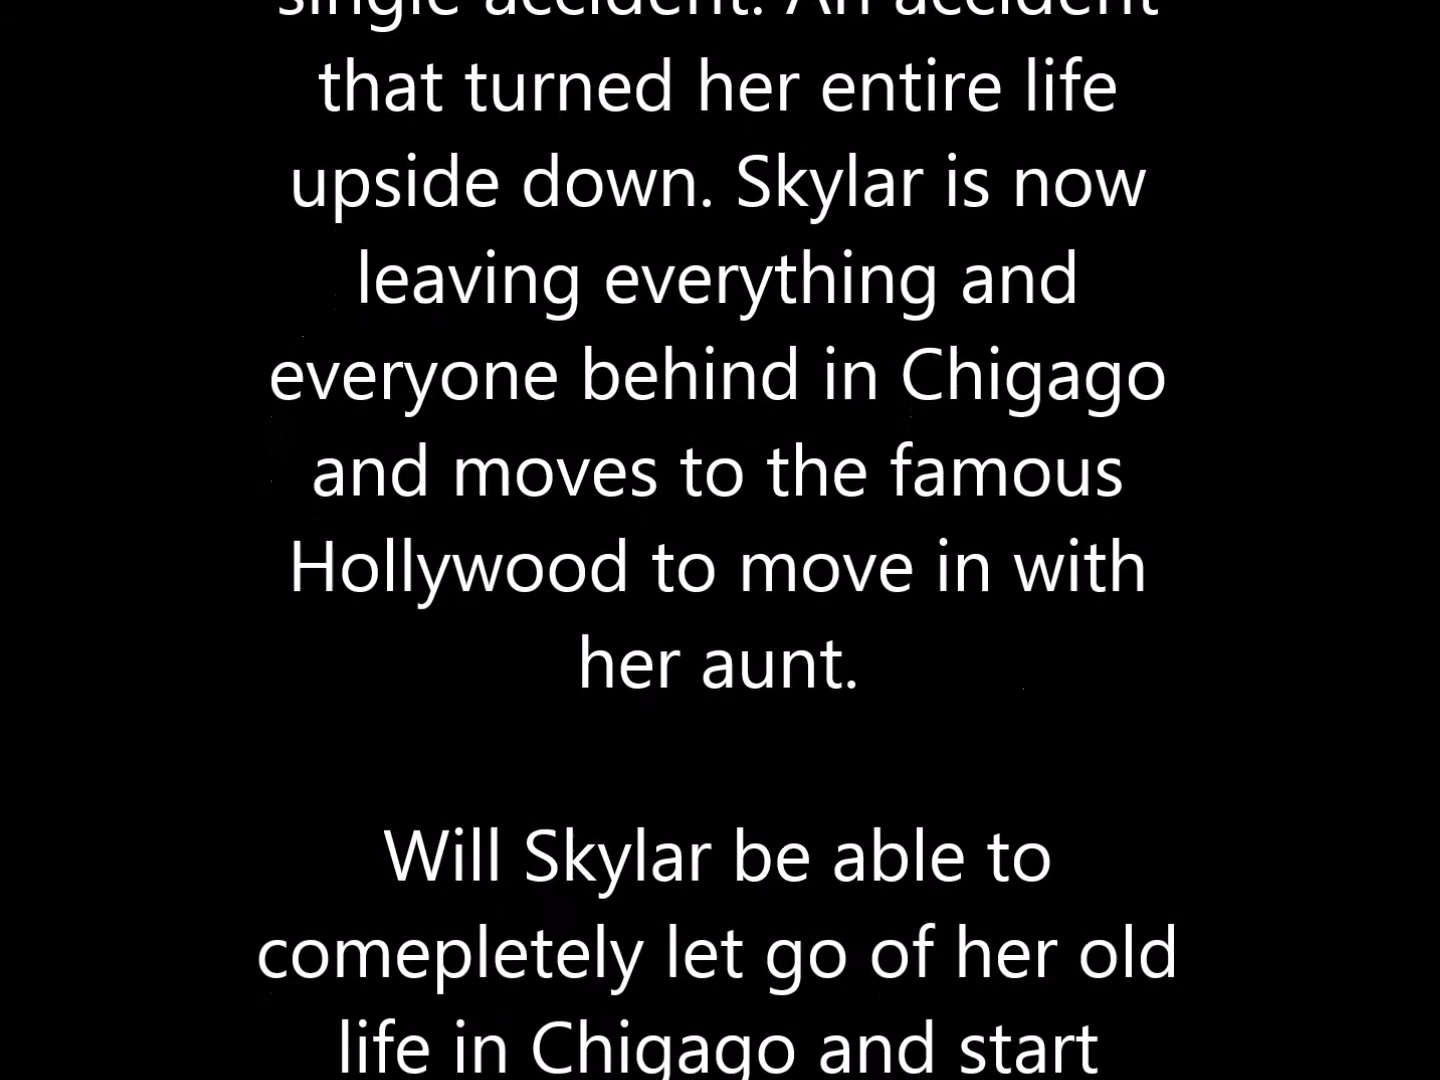 single accident. An accident
that turned her entire life
upside down. Skylar is now
leaving everything and
everyone behind in Chigago
and moves to the famous
Hollywood to move in with
her aunt.
Will Skylar be able to
comepletely let go of her old
life in Chigago and start